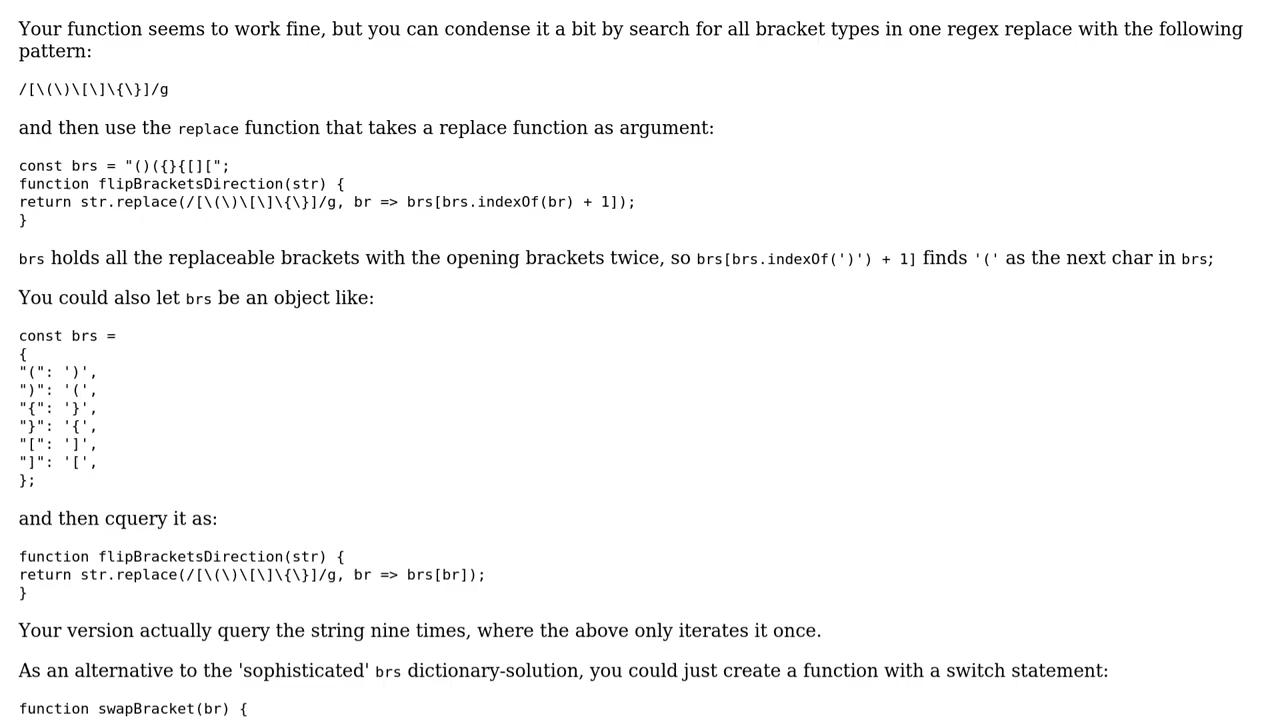 Your function seems to work fine, but you can condense it a bit by search for all bracket types in one regex replace with the following
pattern:
/[\(\)\[\]\{\}]/g
and then use the replace function that takes a replace function as argument:
const brs = "()({}{[][";
function flipBracketsDirection(str) {
return str.replace(/[\(\)\[\]\{\}]/g, br => brs[brs.indexOf(br) + 1]);
}
brs holds all the replaceable brackets with the opening brackets twice, so brs[brs.indexOf(')') + 1] finds '(' as the next char in brs;
You could also let brs be an object like:
const brs =
{
"(": ')',
")": '(',
"{": '}',
"}": '{',
"[": ']',
"]": '[',
};
and then cquery it as:
function flipBracketsDirection(str) {
return str.replace(/[\(\)\[\]\{\}]/g, br => brs[br]);
}
Your version actually query the string nine times, where the above only iterates it once.
As an alternative to the 'sophisticated' brs dictionary-solution, you could just create a function with a switch statement:
function swapBracket(br) {